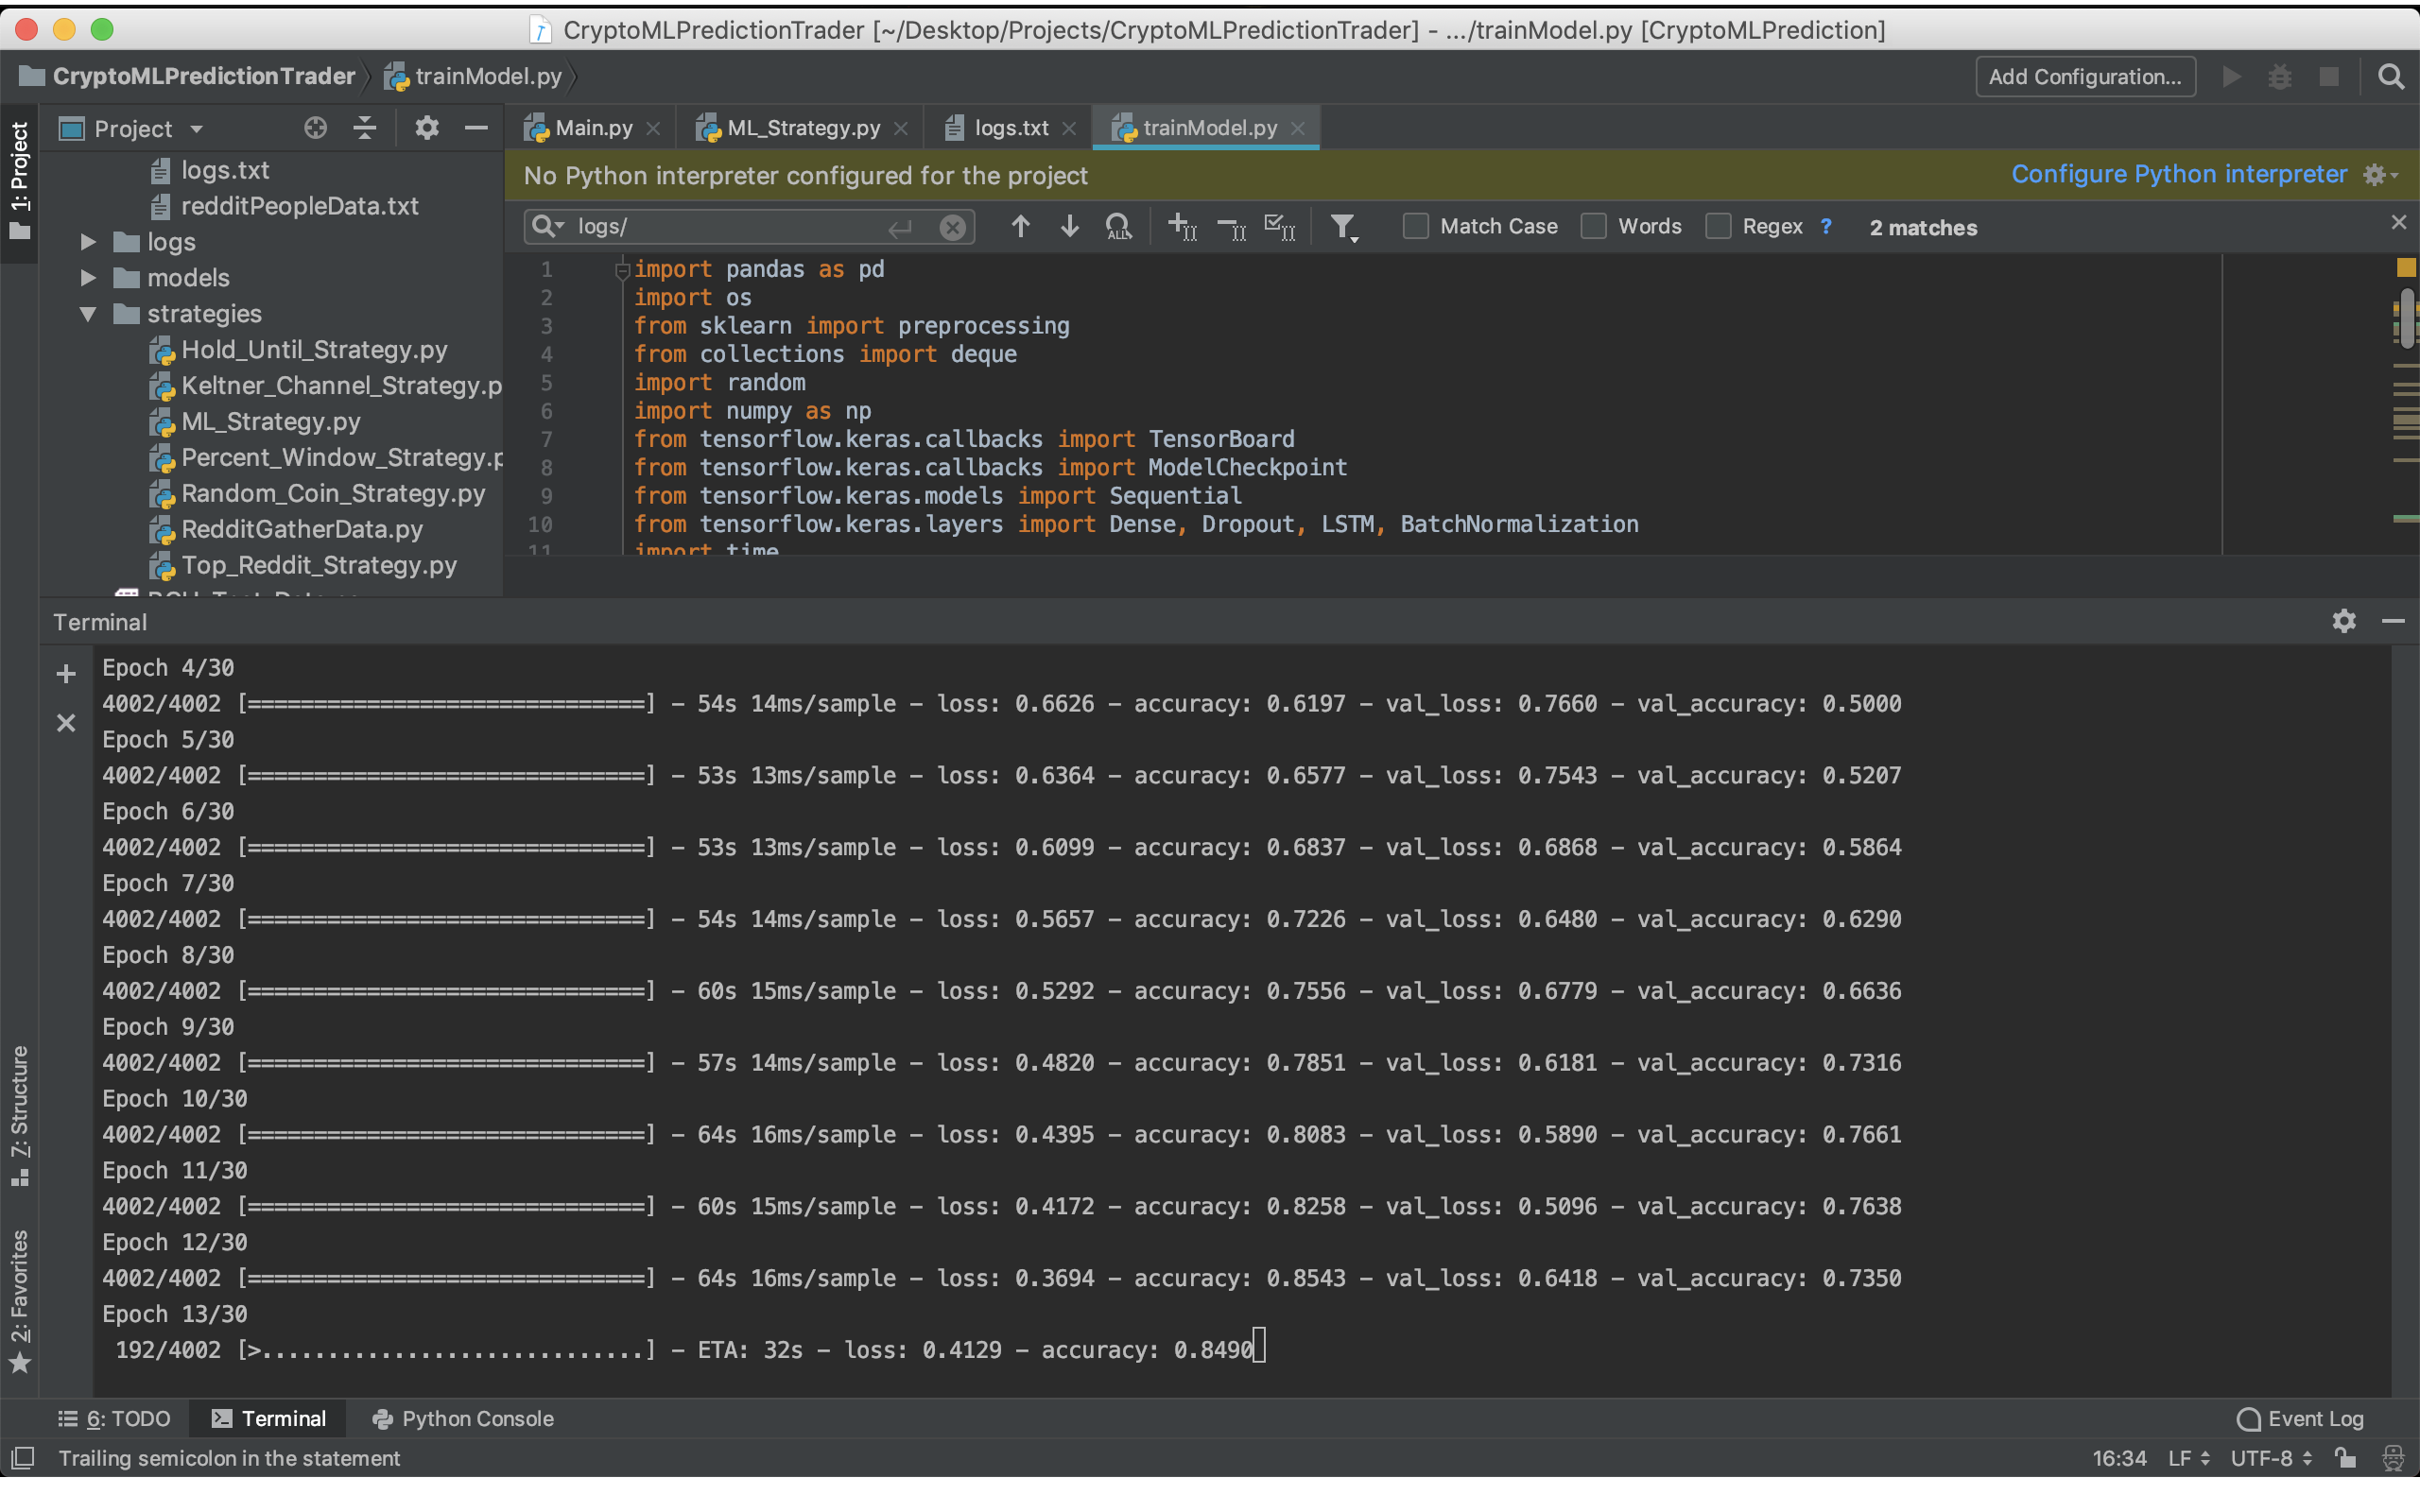 CryptoMLPredictionTrader [~/Desktop/Projects/CryptoMLPredictionTrader] - .../trainModel.py [CryptoMLPrediction]
CryptoMLPredictionTrader trainModel.py Add Configuration...
1: Project
Project
Main.py ML_Strategy.py logs.txt trainModel.py
No Python interpreter configured for the project Configure Python interpreter
logs/ ALL Match Case Words Regex ? 2 matches
logs.txt
redditPeopleData.txt
logs
models
strategies
Hold_Until_Strategy.py
Keltner_Channel_Strategy.p
ML_Strategy.py
Percent_Window_Strategy.p
Random_Coin_Strategy.py
RedditGatherData.py
Top_Reddit_Strategy.py
1 import pandas as pd
2 import os
3 from sklearn import preprocessing
4 from collections import deque
5 import random
6 import numpy as np
7 from tensorflow.keras.callbacks import TensorBoard
8 from tensorflow.keras.callbacks import ModelCheckpoint
9 from tensorflow.keras.models import Sequential
10 from tensorflow.keras.layers import Dense, Dropout, LSTM, BatchNormalization
11 import time
Terminal
Epoch 4/30
4002/4002 [==============================] - 54s 14ms/sample - loss: 0.6626 - accuracy: 0.6197 - val_loss: 0.7660 - val_accuracy: 0.5000
Epoch 5/30
4002/4002 [==============================] - 53s 13ms/sample - loss: 0.6364 - accuracy: 0.6577 - val_loss: 0.7543 - val_accuracy: 0.5207
Epoch 6/30
4002/4002 [==============================] - 53s 13ms/sample - loss: 0.6099 - accuracy: 0.6837 - val_loss: 0.6868 - val_accuracy: 0.5864
Epoch 7/30
4002/4002 [==============================] - 54s 14ms/sample - loss: 0.5657 - accuracy: 0.7226 - val_loss: 0.6480 - val_accuracy: 0.6290
Epoch 8/30
4002/4002 [==============================] - 60s 15ms/sample - loss: 0.5292 - accuracy: 0.7556 - val_loss: 0.6779 - val_accuracy: 0.6636
Epoch 9/30
4002/4002 [==============================] - 57s 14ms/sample - loss: 0.4820 - accuracy: 0.7851 - val_loss: 0.6181 - val_accuracy: 0.7316
Epoch 10/30
4002/4002 [==============================] - 64s 16ms/sample - loss: 0.4395 - accuracy: 0.8083 - val_loss: 0.5890 - val_accuracy: 0.7661
Epoch 11/30
4002/4002 [==============================] - 60s 15ms/sample - loss: 0.4172 - accuracy: 0.8258 - val_loss: 0.5096 - val_accuracy: 0.7638
Epoch 12/30
4002/4002 [==============================] - 64s 16ms/sample - loss: 0.3694 - accuracy: 0.8543 - val_loss: 0.6418 - val_accuracy: 0.7350
Epoch 13/30
192/4002 [>.............................] - ETA: 32s - loss: 0.4129 - accuracy: 0.8490
Z: Structure
2: Favorites
6: TODO Terminal Python Console Event Log
Trailing semicolon in the statement 16:34 LF UTF-8